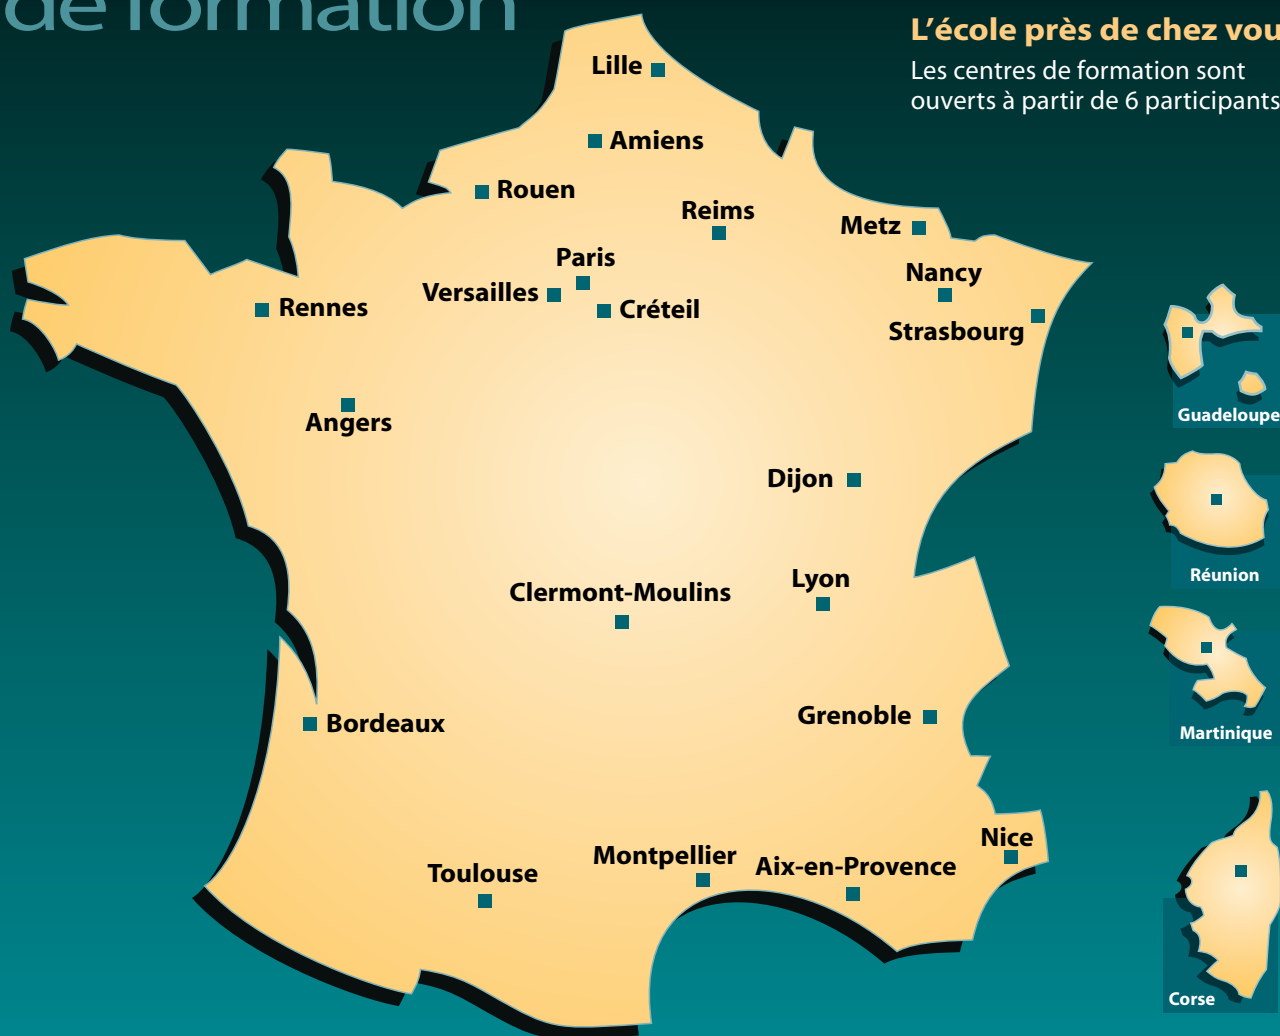 de formation
L'école près de chez vou
Les centres de formation sont
ouverts à partir de 6 participants
Lille
Amiens
Rouen
Reims
Metz
Paris
Nancy
Versailles
Créteil
Rennes
Strasbourg
Angers
Guadeloupe
Dijon
Réunion
Lyon
Clermont-Moulins
Grenoble
Bordeaux
Martinique
Nice
Montpellier
Aix-en-Provence
Toulouse
Corse